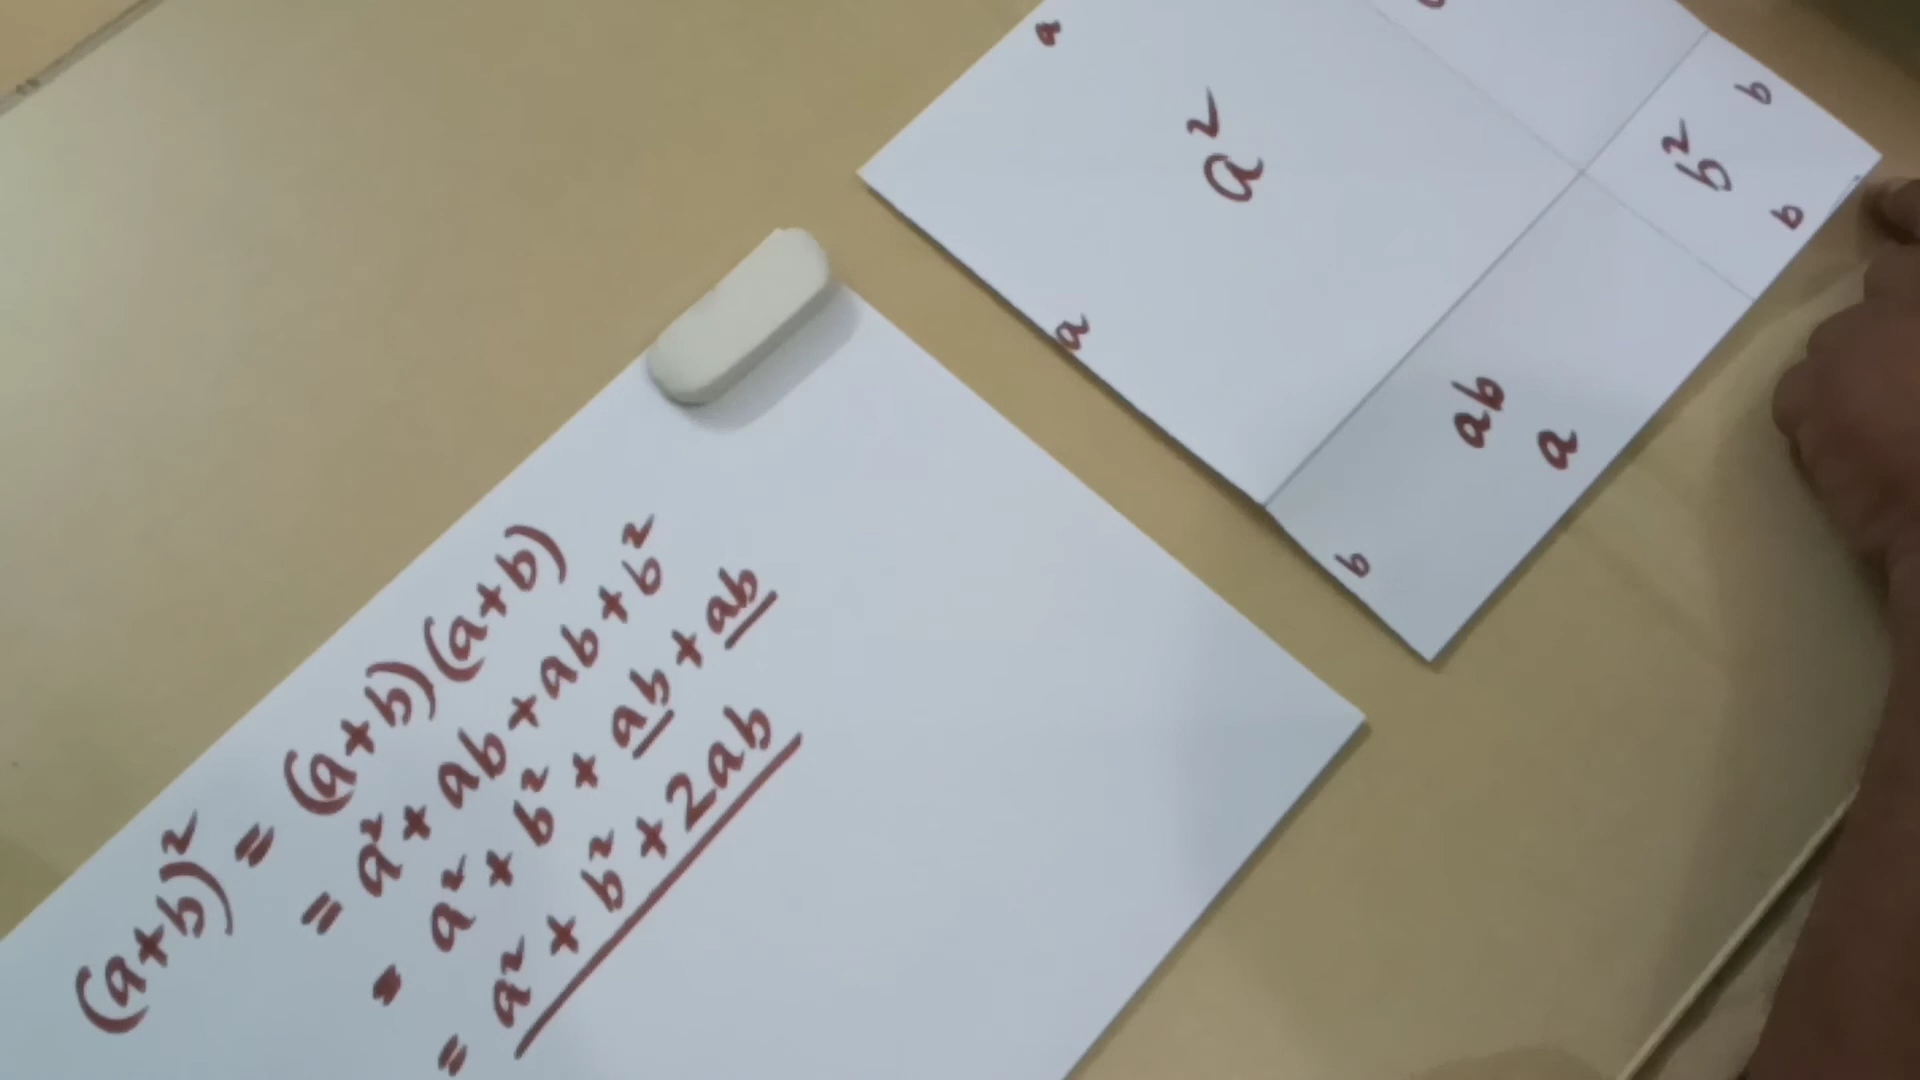 (a+b)² = (a+b)(a+b)
= a² + ab + ab + b²
= a² + b² + ab + ab
= a² + b² + 2ab
a
a²
a
b
b²
b
ab
a
b